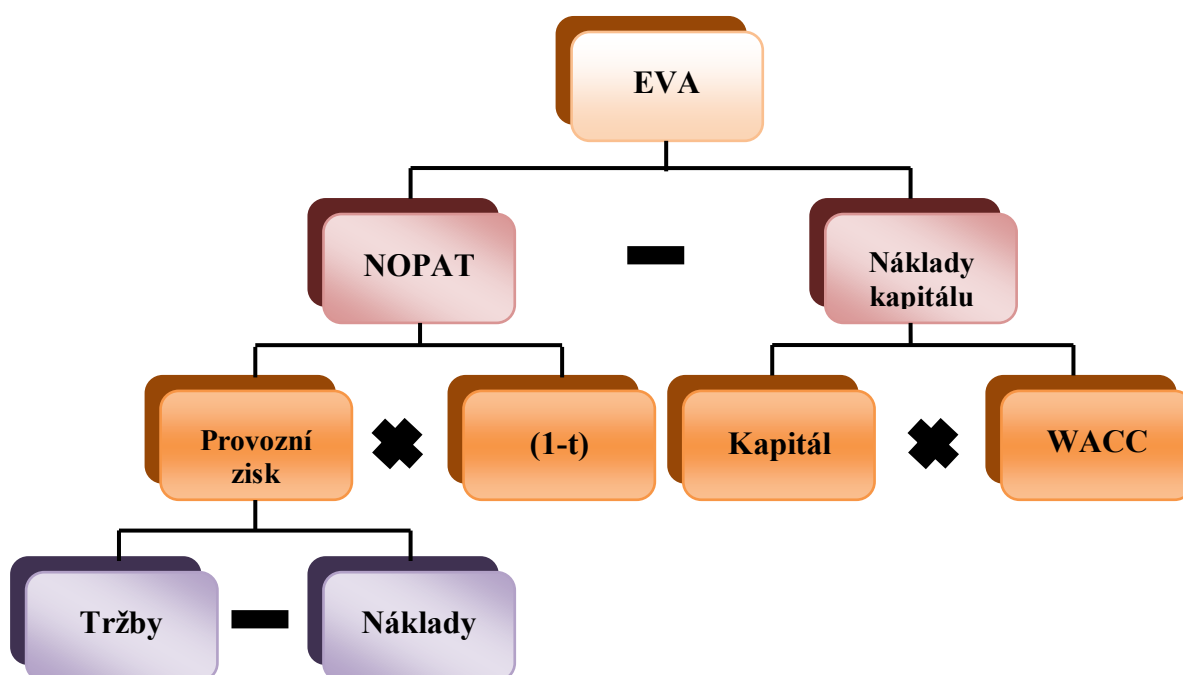 EVA
NOPAT
Náklady
kapitálu
Provozní
zisk
(1-t)
Kapitál
WACC
Tržby
Náklady